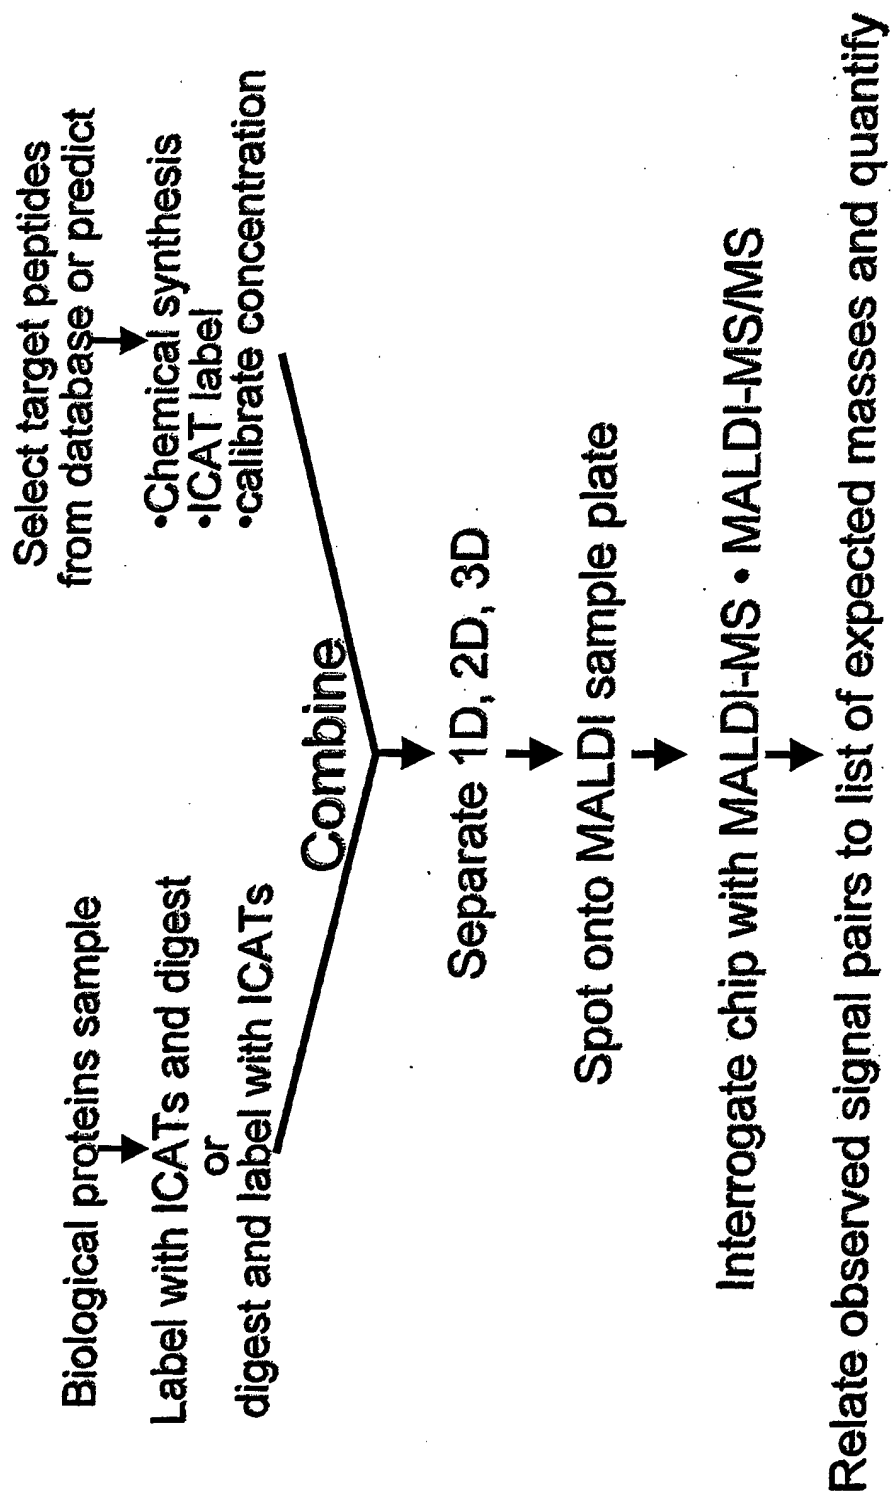 Biological proteins sample
Label with ICATs and digest
or
digest and label with ICATs
Select target peptides
from database or predict
•Chemical synthesis
•ICAT label
•calibrate concentration
Combine
Separate 1D, 2D, 3D
Spot onto MALDI sample plate
Interrogate chip with MALDI-MS • MALDI-MS/MS
Relate observed signal pairs to list of expected masses and quantify